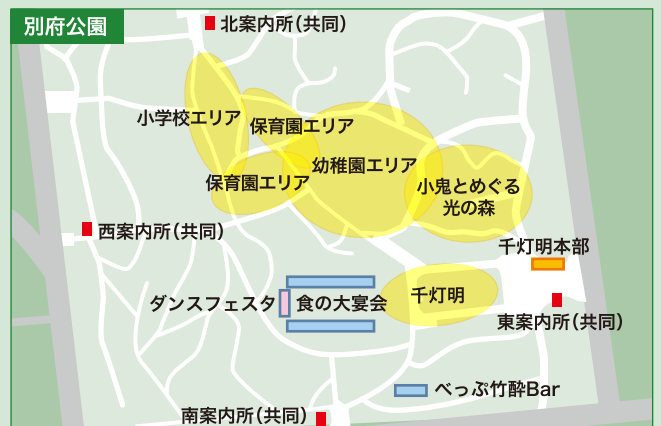 別府公園
北案内所(共同)
小学校エリア
保育園エリア
幼稚園エリア
保育園エリア
小鬼とめぐる
光の森
西案内所(共同)
千灯明本部
ダンスフェスタ
食の大宴会
千灯明
東案内所(共同)
べっぷ竹酔Bar
南案内所(共同)